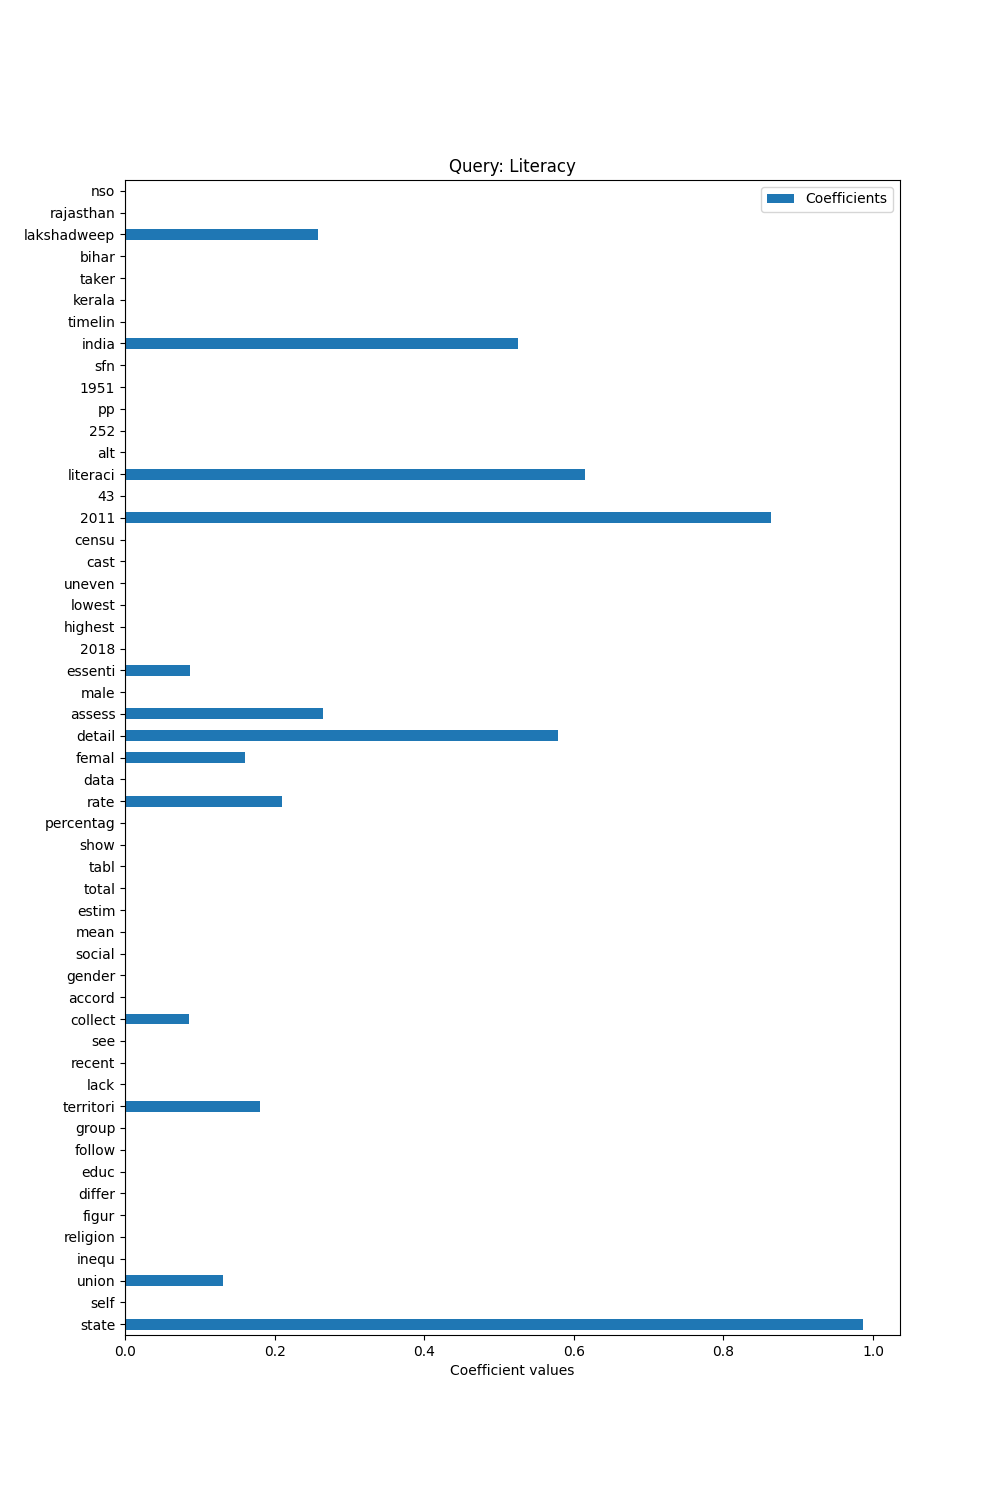 Query: Literacy
Coefficients
nso
rajasthan
lakshadweep
bihar
taker
kerala
timelin
india
sfn
1951
pp
252
alt
literaci
43
2011
censu
cast
uneven
lowest
highest
2018
essenti
male
assess
detail
femal
data
rate
percentag
show
tabl
total
estim
mean
social
gender
accord
collect
see
recent
lack
territori
group
follow
educ
differ
figur
religion
inequ
union
self
state
0.0 0.2 0.4 0.6 0.8 1.0
Coefficient values